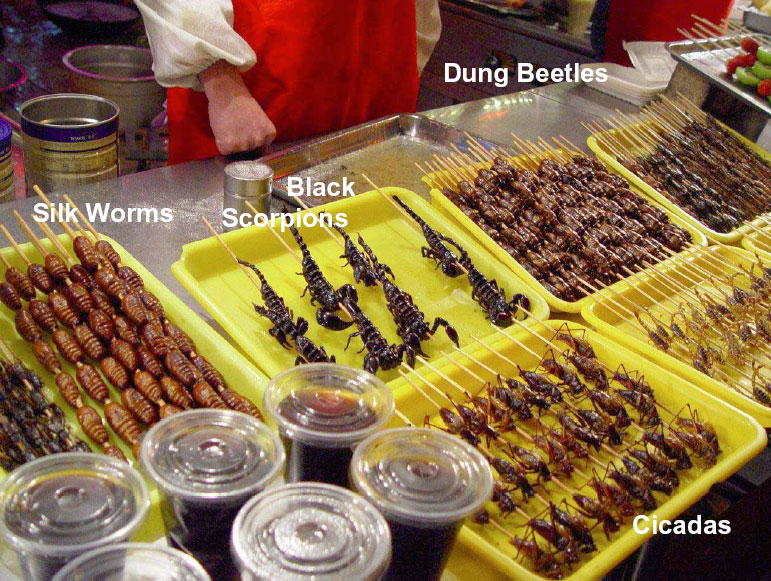 Dung Beetles
Black
Scorpions
Silk Worms
Cicadas